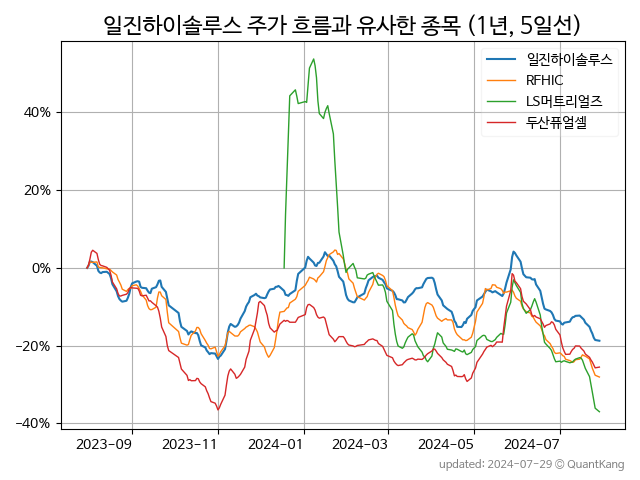 일진하이솔루스 주가 흐름과 유사한 종목 (1년, 5일선)
일진하이솔루스
RFHIC
LS머트리얼즈
두산퓨얼셀
40%
20%
0%
−20%
−40%
2023-09 2023-11 2024-01 2024-03 2024-05 2024-07
updated: 2024-07-29 © QuantKang